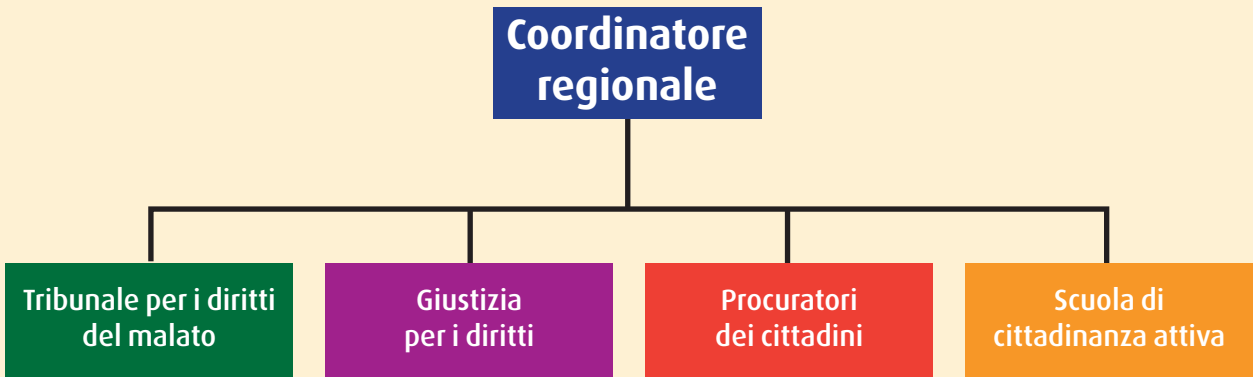 Coordinatore
regionale
Tribunale per i diritti
del malato
Giustizia
per i diritti
Procuratori
dei cittadini
Scuola di
cittadinanza attiva